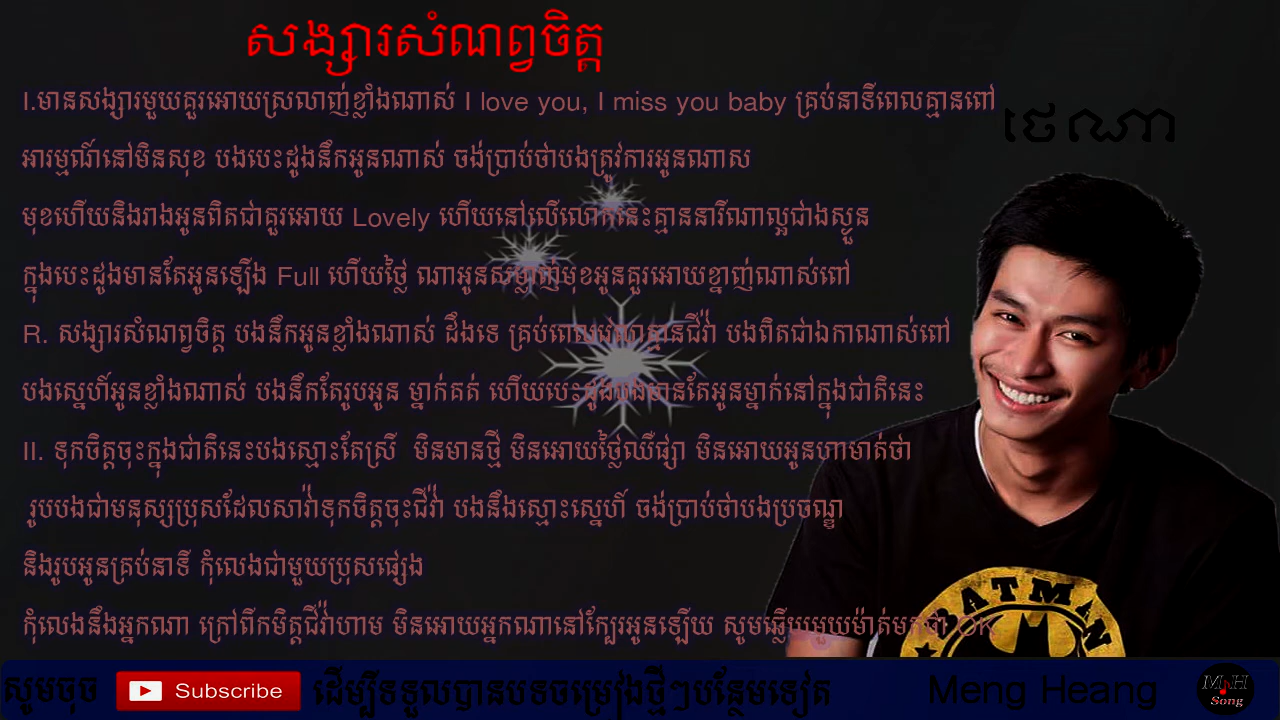 សង្សារសំណព្វចិត្ត
I.មានសង្សារមួយគួរអោយស្រលាញ់ខ្លាំងណាស់ I love you, I miss you baby គ្រប់នាទីពេលគ្មានពៅ
ថេណា
អារម្មណ៍នៅមិនសុខ បងបេះដូងនឹកអូនណាស់ ចង់ប្រាប់ថាបងត្រូវការអូនណាស
មុខហើយនិងរាងអូនពិតជាគួរអោយ Lovely ហើយនៅលើលោកនេះគ្មាននារីណាល្អជាងស្ងួន
ក្នុងបេះដូងមានតែអូនឡើង Full ហើយថ្លៃ ណាអូនសម្លាញ់មុខអូនគួរអោយខ្នាញ់ណាស់ពៅ
R. សង្សារសំណព្វចិត្ត បងនឹកអូនខ្លាំងណាស់ ដឹងទេ គ្រប់ពេលវេលាគ្មានជីវ៉ា បងពិតជាឯកាណាស់ពៅ
បងស្នេហ៍អូនខ្លាំងណាស់ បងនឹកតែរូបអូន ម្នាក់គត់ ហើយបេះដូងបងមានតែអូនម្នាក់នៅក្នុងជាតិនេះ
II. ទុកចិត្តចុះក្នុងជាតិនេះបងស្មោះតែស្រី មិនមានថ្មី មិនអោយថ្លៃឈឺផ្សា មិនអោយអូនហាមាត់ថា
រូបបងជាមនុស្សប្រុសដែលសាវ៉ាទុកចិត្តចុះជីវ៉ា បងនឹងស្មោះស្នេហ៍ ចង់ប្រាប់ថាបងប្រចណ្ឌ
និងរូបអូនគ្រប់នាទី កុំលេងជាមួយប្រុសផ្សេង
កុំលេងនឹងអ្នកណា ក្រៅពីកមិត្តជីវ៉ាហាម មិនអោយអ្នកណានៅក្បែរអូនឡើយ សូមឆ្លើយមួយម៉ាត់មកថា OK
សូមចុច Subscribe ដើម្បីទទួលបានបទចម្រៀងថ្មីៗបន្ថែមទៀត Meng Heang MNH Song
BATMAN